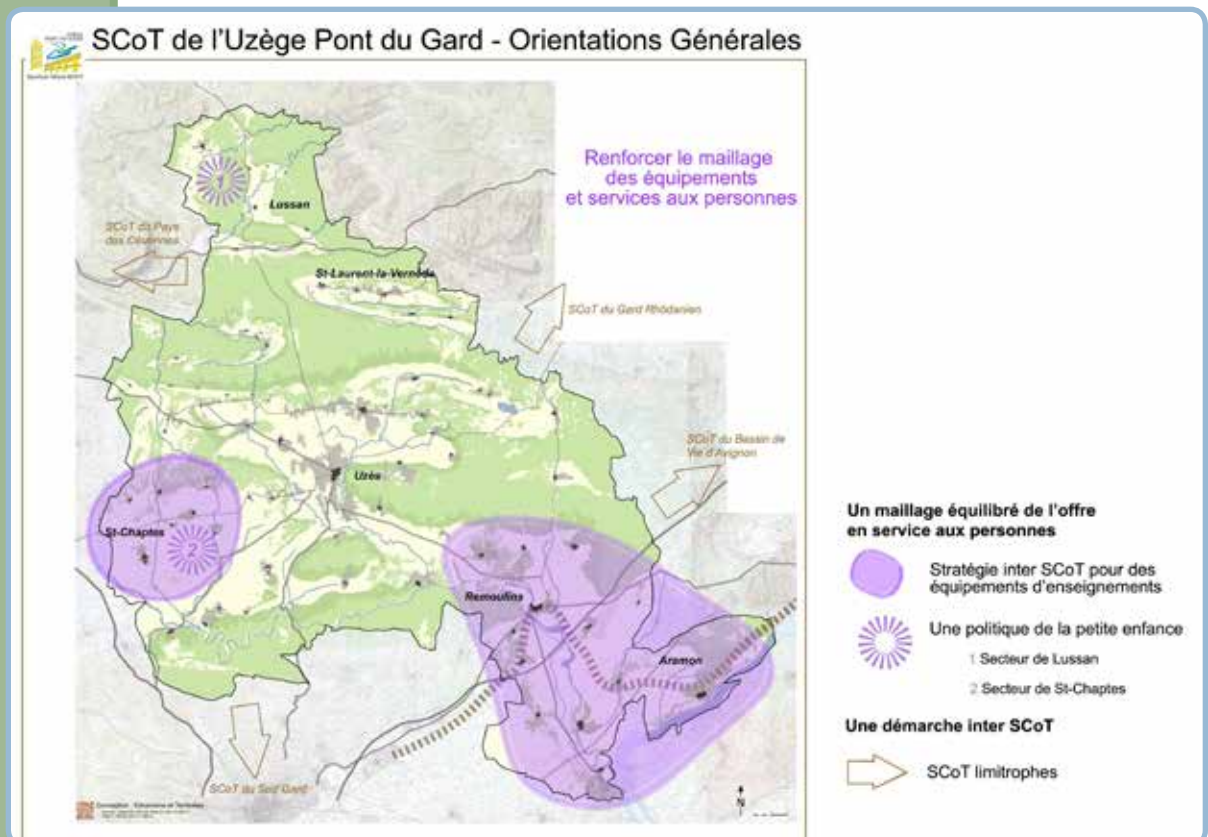 SCoT de l'Uzège Pont du Gard - Orientations Générales
Renforcer le maillage
des équipements
et services aux personnes
1
Lussan
SCoT du Pays
des Cévennes
St-Laurent-la-Vernède
SCoT du Gard Rhôdanien
SCoT du Bassin de
Vie d'Avignon
Uzès
St-Chaptes
2
Remoulins
Aramon
SCoT du Sud Gard
N
Un maillage équilibré de l'offre
en service aux personnes
Stratégie inter SCoT pour des
équipements d'enseignements
Une politique de la petite enfance
1 Secteur de Lussan
2 Secteur de St-Chaptes
Une démarche inter SCoT
SCoT limitrophes